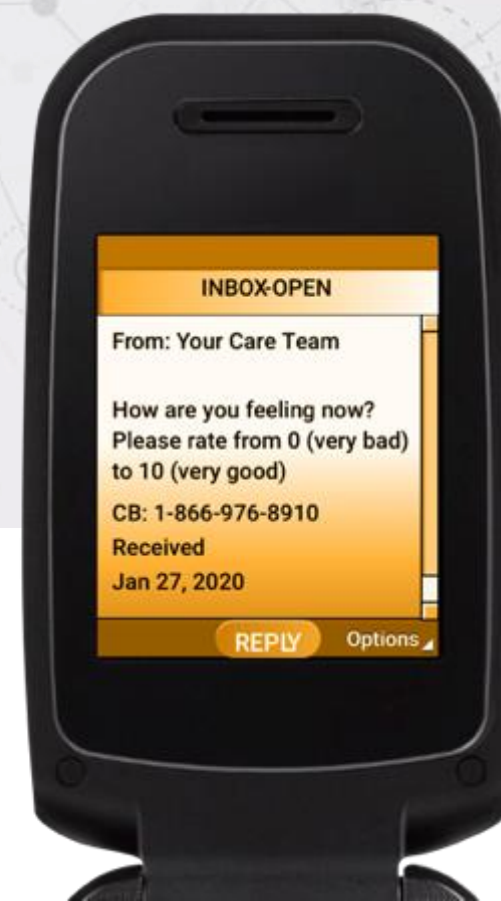 INBOX-OPEN
From: Your Care Team
How are you feeling now?
Please rate from 0 (very bad)
to 10 (very good)
CB: 1-866-976-8910
Received
Jan 27, 2020
REPLY Options